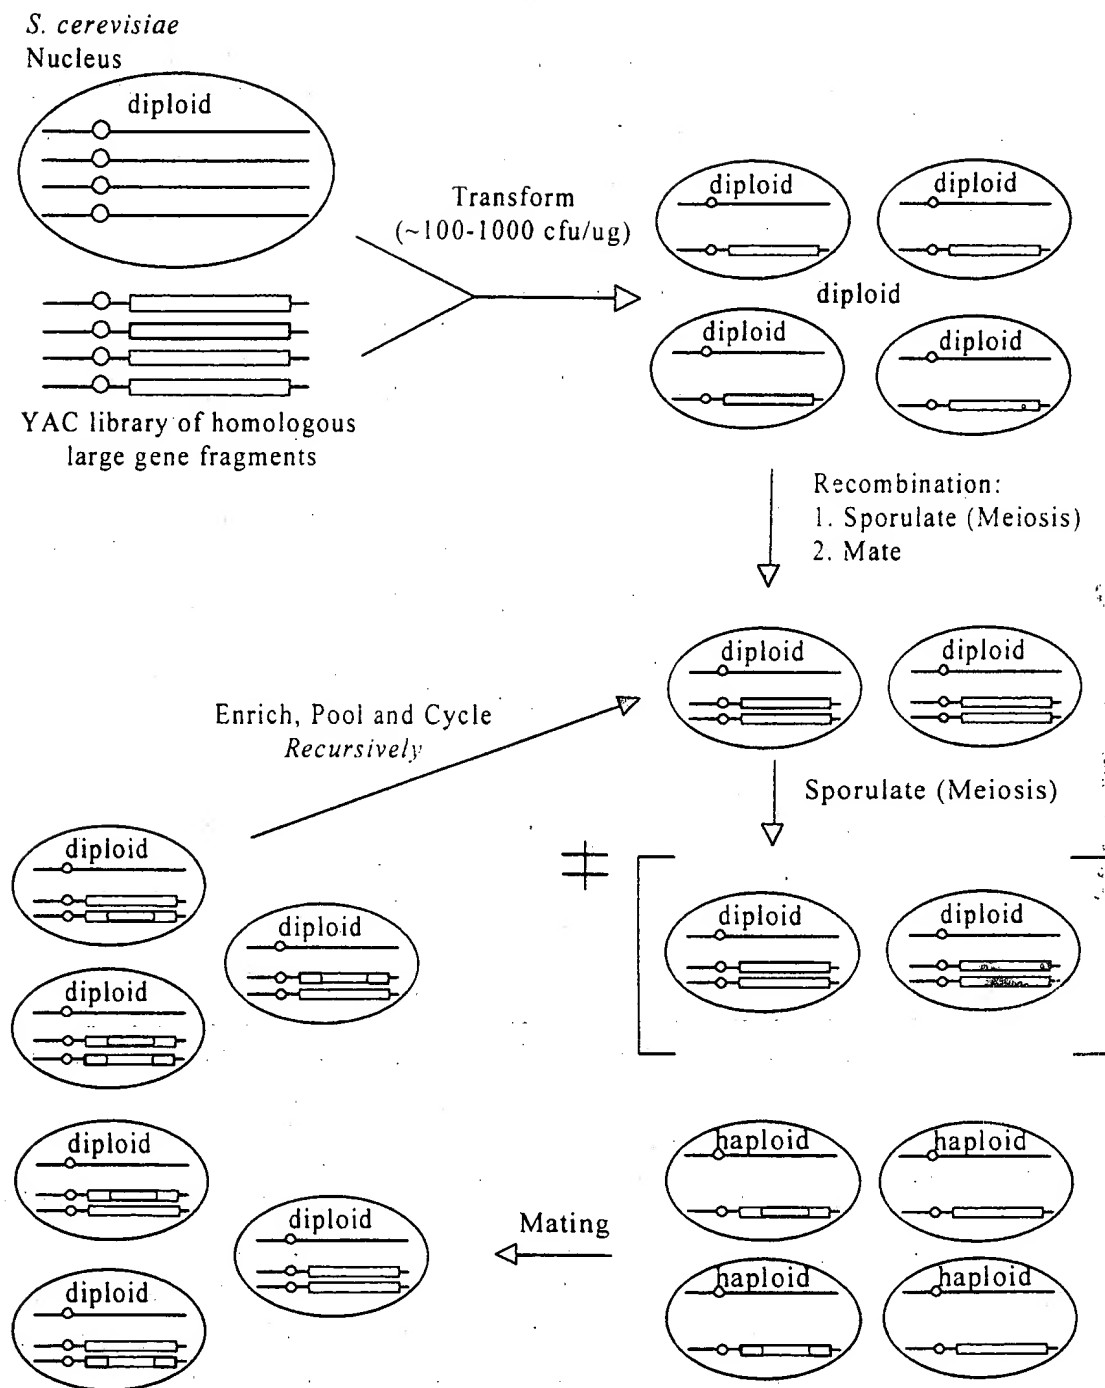 S. cerevisiae
Nucleus
diploid
YAC library of homologous
large gene fragments
Transform
(~100-1000 cfu/ug)
diploid
diploid
diploid
diploid
diploid
Recombination:
1. Sporulate (Meiosis)
2. Mate
diploid
diploid
Enrich, Pool and Cycle
Recursively
Sporulate (Meiosis)
diploid
diploid
diploid
diploid
diploid
diploid
diploid
diploid
Mating
haploid
haploid
haploid
haploid